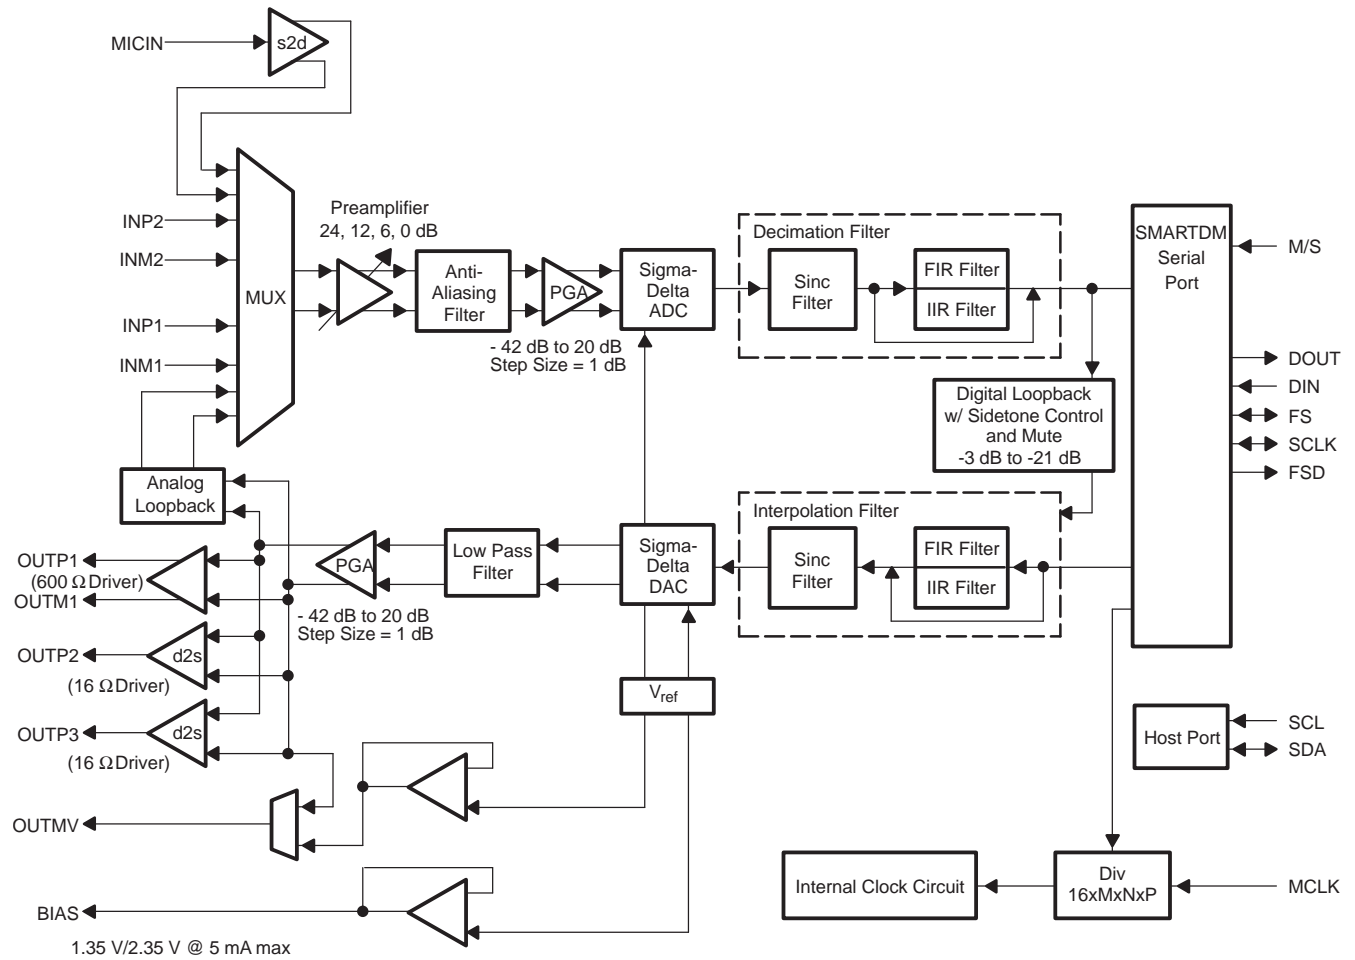 MICIN
s2d
INP2
INM2
INP1
INM1
MUX
Preamplifier
24, 12, 6, 0 dB
Anti-
Aliasing
Filter
PGA
- 42 dB to 20 dB
Step Size = 1 dB
Sigma-
Delta
ADC
Decimation Filter
Sinc
Filter
FIR Filter
IIR Filter
SMARTDM
Serial
Port
M/S
DOUT
DIN
FS
SCLK
FSD
Digital Loopback
w/ Sidetone Control
and Mute
-3 dB to -21 dB
Analog
Loopback
OUTP1
(600 Ω Driver)
OUTM1
OUTP2
d2s
(16 Ω Driver)
OUTP3
d2s
(16 Ω Driver)
PGA
- 42 dB to 20 dB
Step Size = 1 dB
Low Pass
Filter
Sigma-
Delta
DAC
Interpolation Filter
Sinc
Filter
FIR Filter
IIR Filter
Vref
Host Port
SCL
SDA
OUTMV
BIAS
1.35 V/2.35 V @ 5 mA max
Internal Clock Circuit
Div
16xMxNxP
MCLK